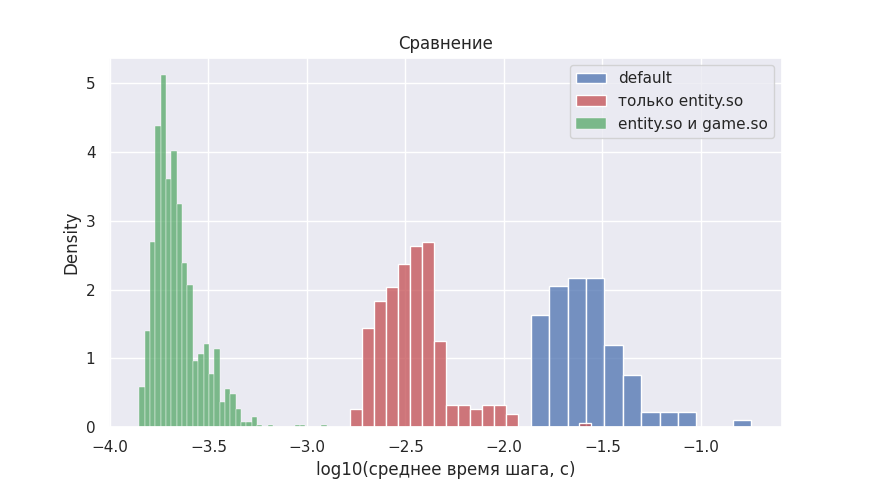 Сравнение
default
только entity.so
entity.so и game.so
Density
5
4
3
2
1
0
−4.0 −3.5 −3.0 −2.5 −2.0 −1.5 −1.0
log10(среднее время шага, с)